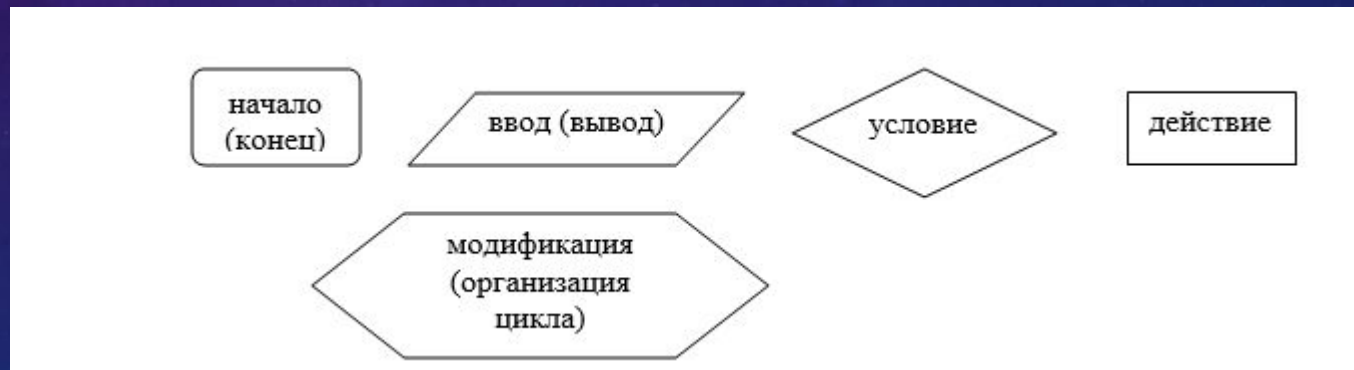 начало
(конец)
ввод (вывод)
условие
действие
модификация
(организация
цикла)